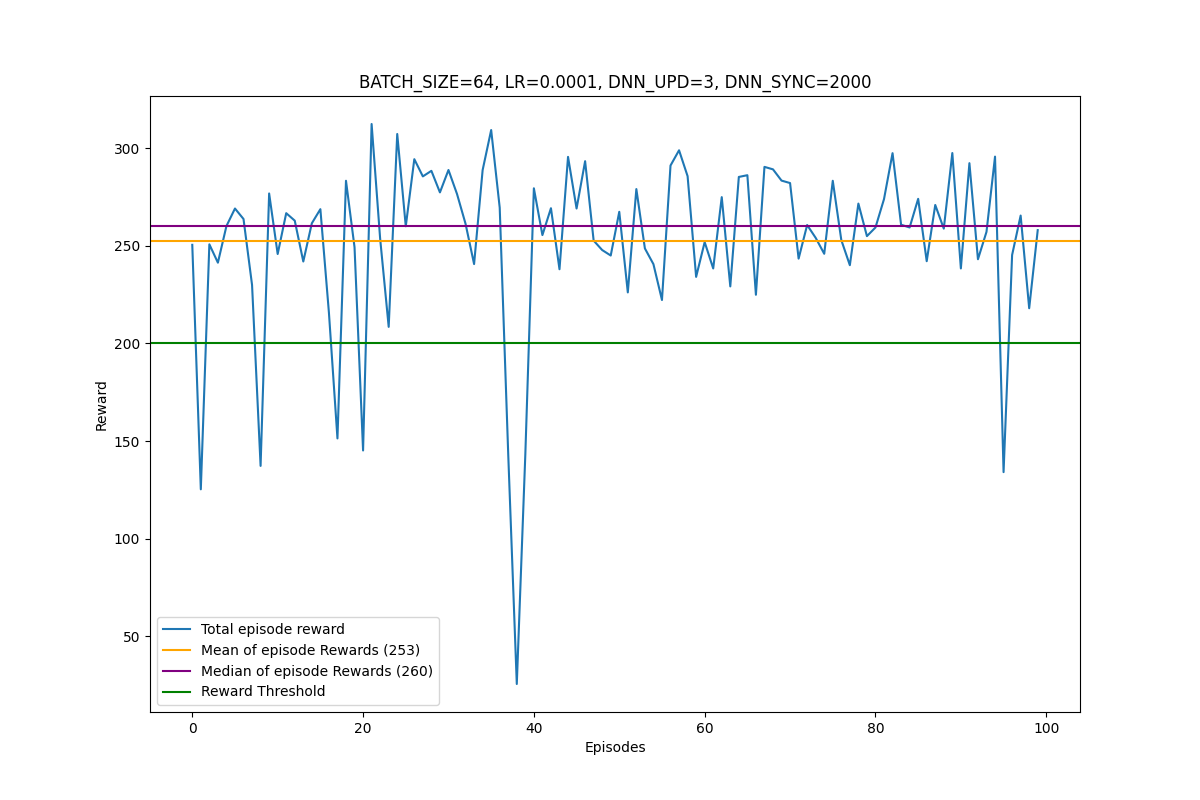 BATCH_SIZE=64, LR=0.0001, DNN_UPD=3, DNN_SYNC=2000
300
250
200
150
100
50
Reward
Total episode reward
Mean of episode Rewards (253)
Median of episode Rewards (260)
Reward Threshold
0 20 40 60 80 100
Episodes